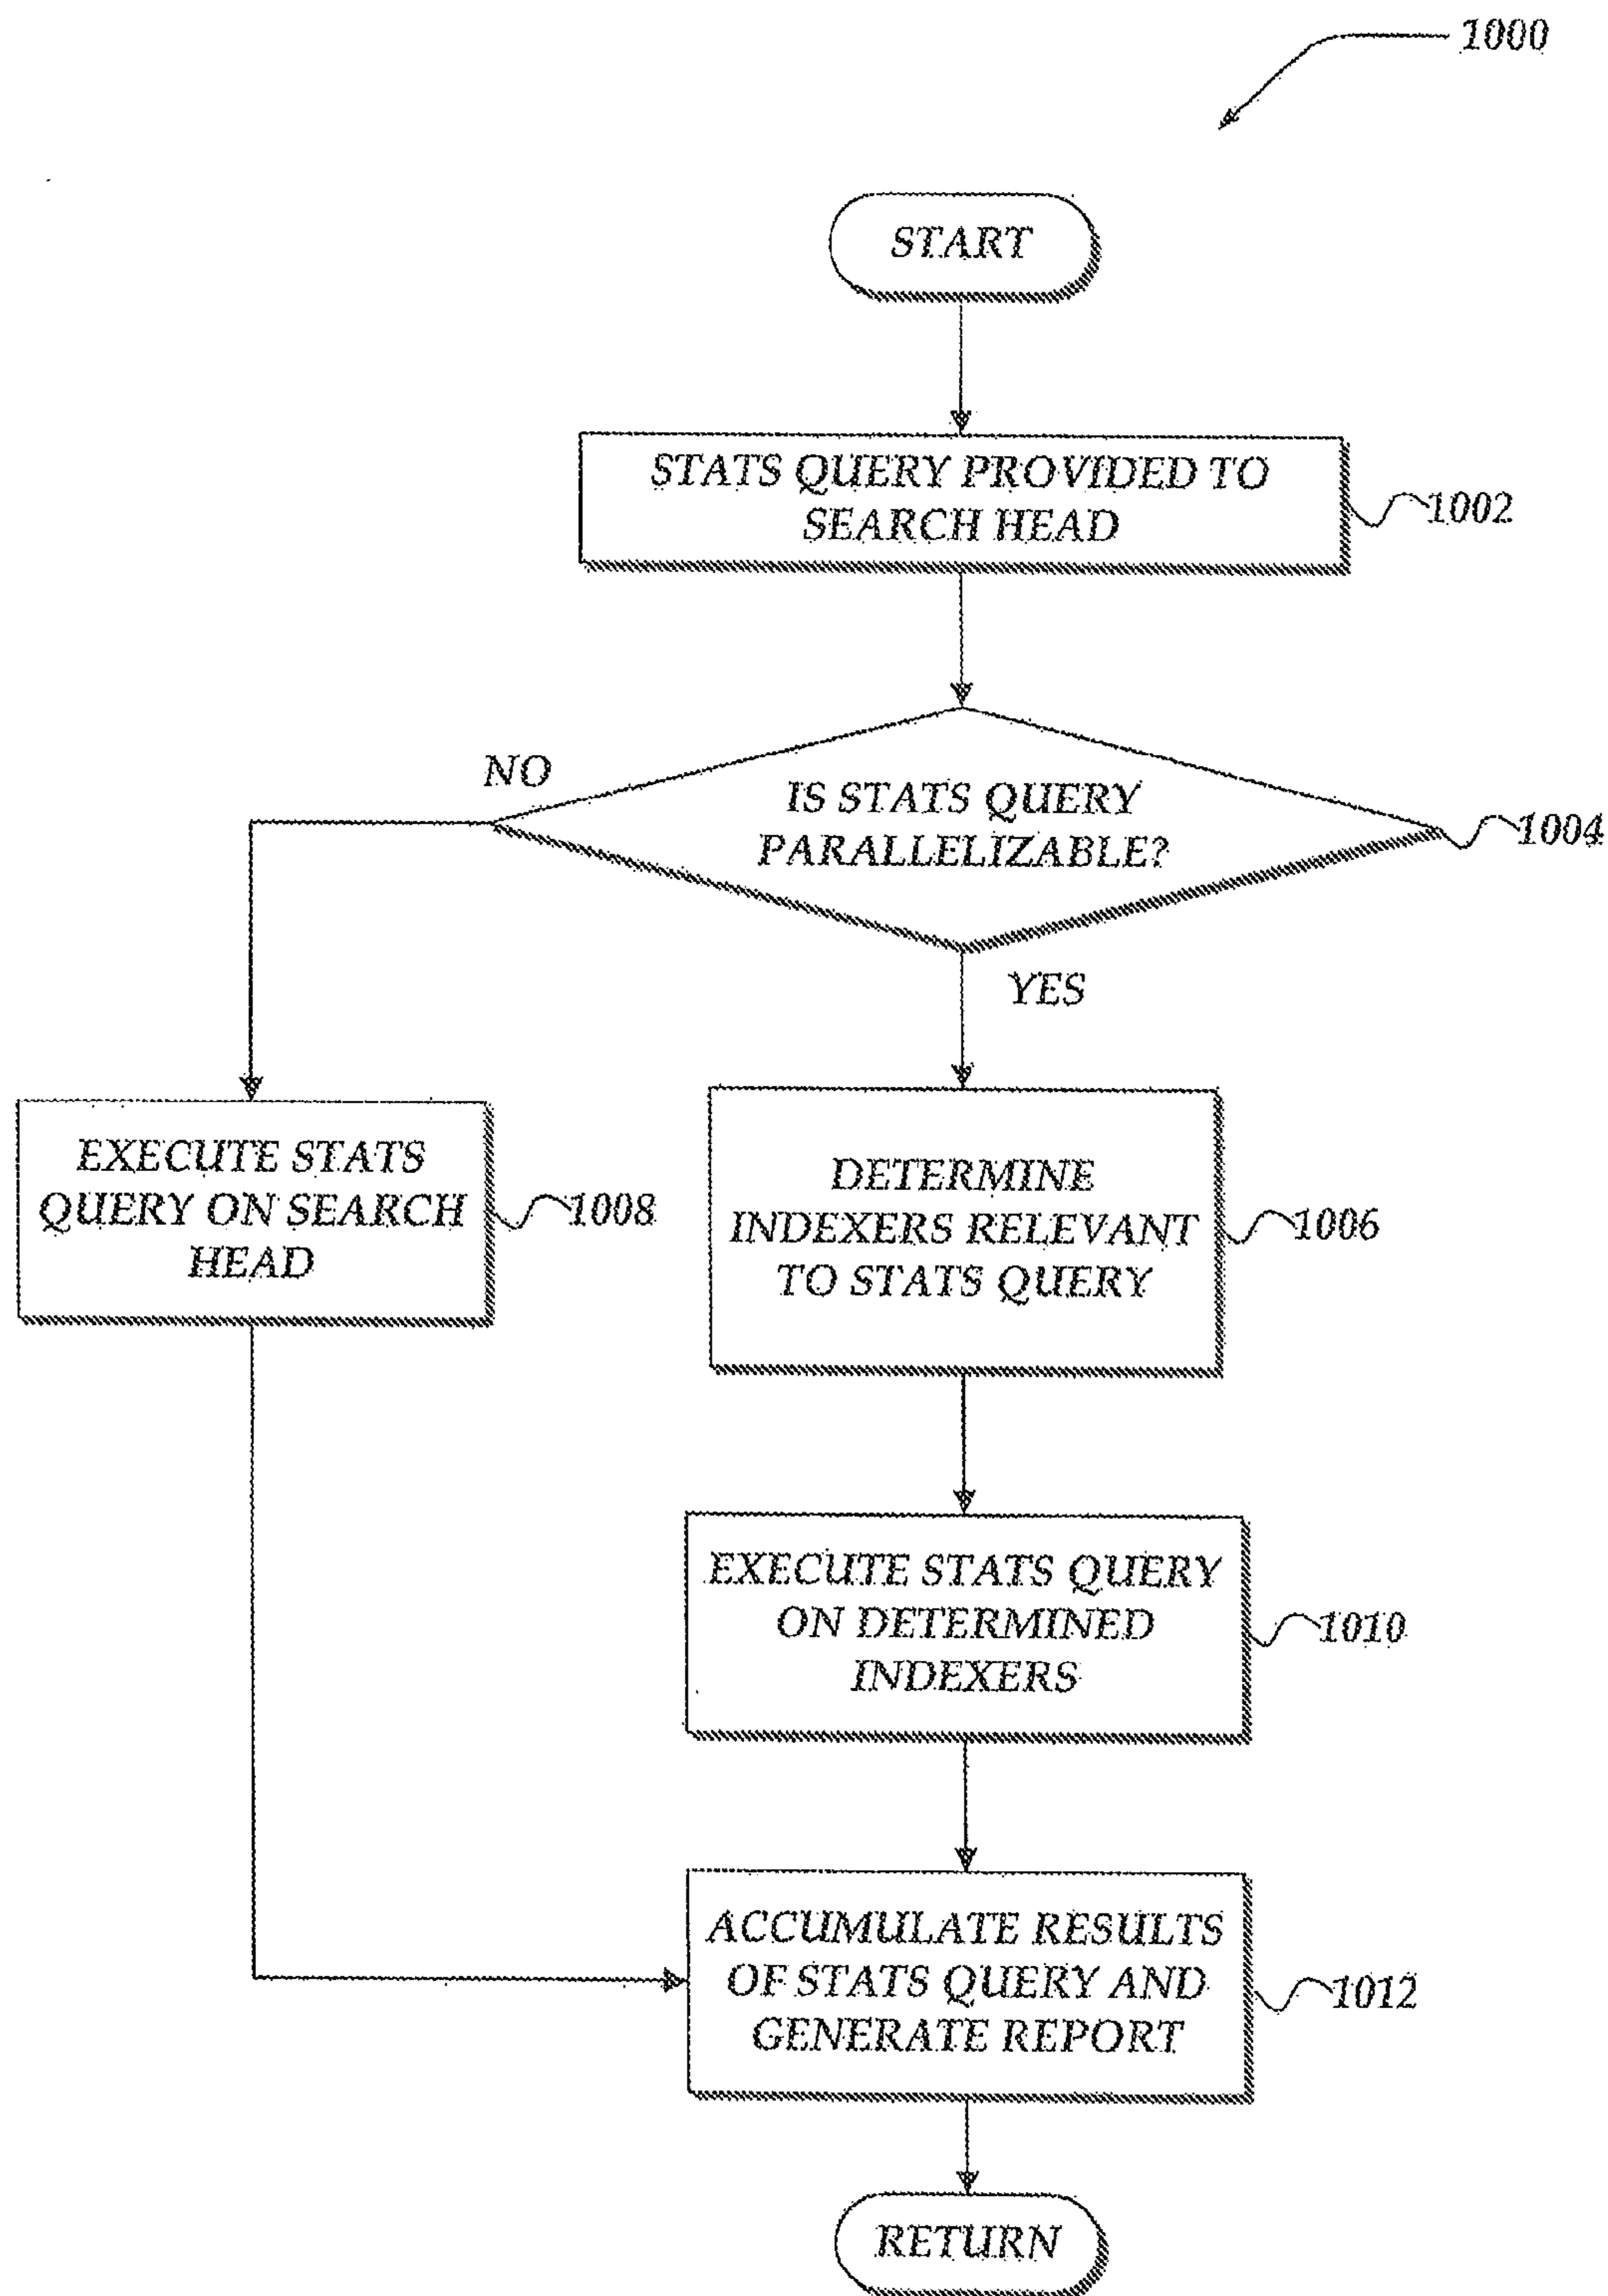 1000
START
STATS QUERY PROVIDED TO
SEARCH HEAD
1002
NO
IS STATS QUERY
PARALLELIZABLE?
1004
YES
EXECUTE STATS
QUERY ON SEARCH
HEAD
1008
DETERMINE
INDEXERS RELEVANT
TO STATS QUERY
1006
EXECUTE STATS QUERY
ON DETERMINED
INDEXERS
1010
ACCUMULATE RESULTS
OF STATS QUERY AND
GENERATE REPORT
1012
RETURN